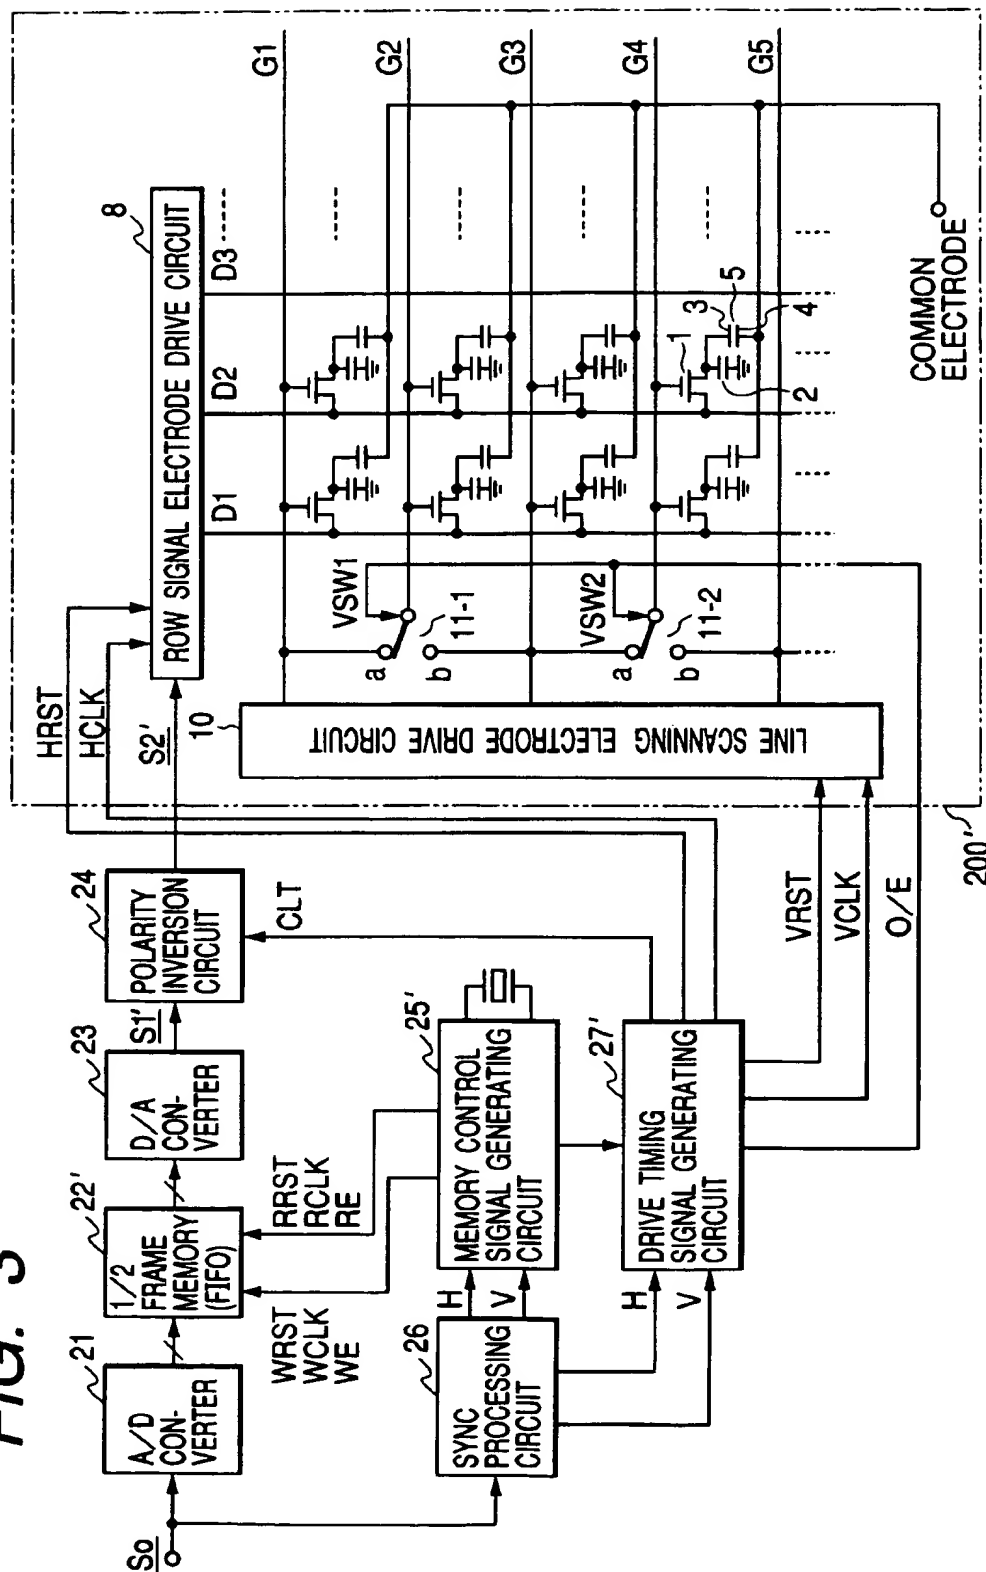 FIG. 3
So
21
A/D
CON-
VERTER
22'
1/2
FRAME
MEMORY
(FIFO)
23
D/A
CON-
VERTER
S1'
24
POLARITY
INVERSION
CIRCUIT
S2'
HRST
HCLK
WRST
WCLK
WE
RRST
RCLK
RE
CLT
26
SYNC
PROCESSING
CIRCUIT
H
V
25'
MEMORY CONTROL
SIGNAL GENERATING
CIRCUIT
H
V
27'
DRIVE TIMING
SIGNAL GENERATING
CIRCUIT
VRST
VCLK
O/E
200'
8
ROW SIGNAL ELECTRODE DRIVE CIRCUIT
10
LINE SCANNING ELECTRODE DRIVE CIRCUIT
D1
D2
D3
G1
G2
G3
G4
G5
a
b
VSW1
11-1
a
b
VSW2
11-2
1
2
3
5
4
COMMON
ELECTRODE